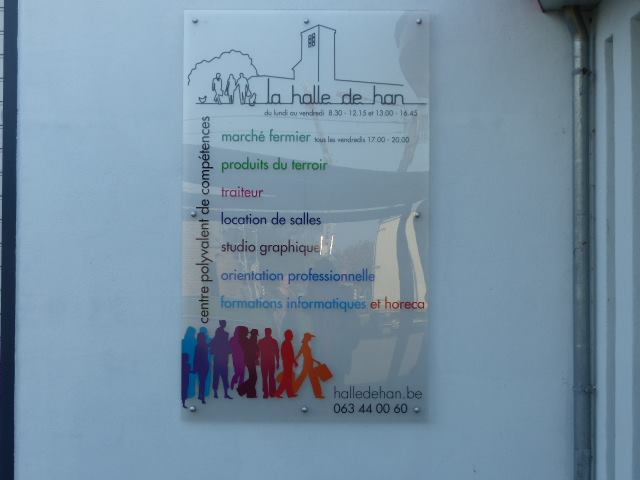 la halle de han
du lundi au vendredi 8.30 - 12.15 et 13.00 - 16.45
centre polyvalent de compétences
marché fermier tous les vendredis 17.00 - 20.00
produits du terroir
traiteur
location de salles
studio graphique
orientation professionnelle
formations informatiques et horeca
halledehan.be
063 44 00 60